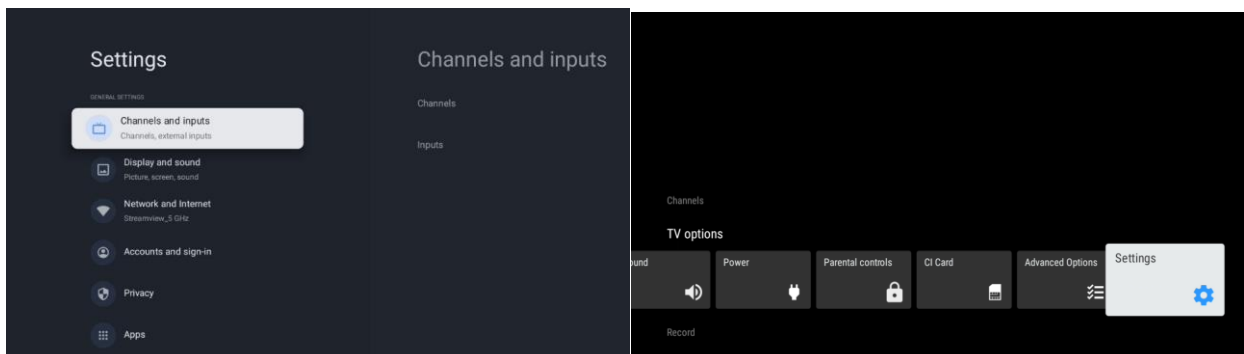 Settings
GENERAL SETTINGS
Channels and inputs
Channels, external inputs
Display and sound
Picture, screen, sound
Network and Internet
Streamview_5 GHz
Accounts and sign-in
Privacy
Apps
Channels and inputs
Channels
Inputs
Channels
TV options
ound
Power
Parental controls
CI Card
Advanced Options
Settings
Record